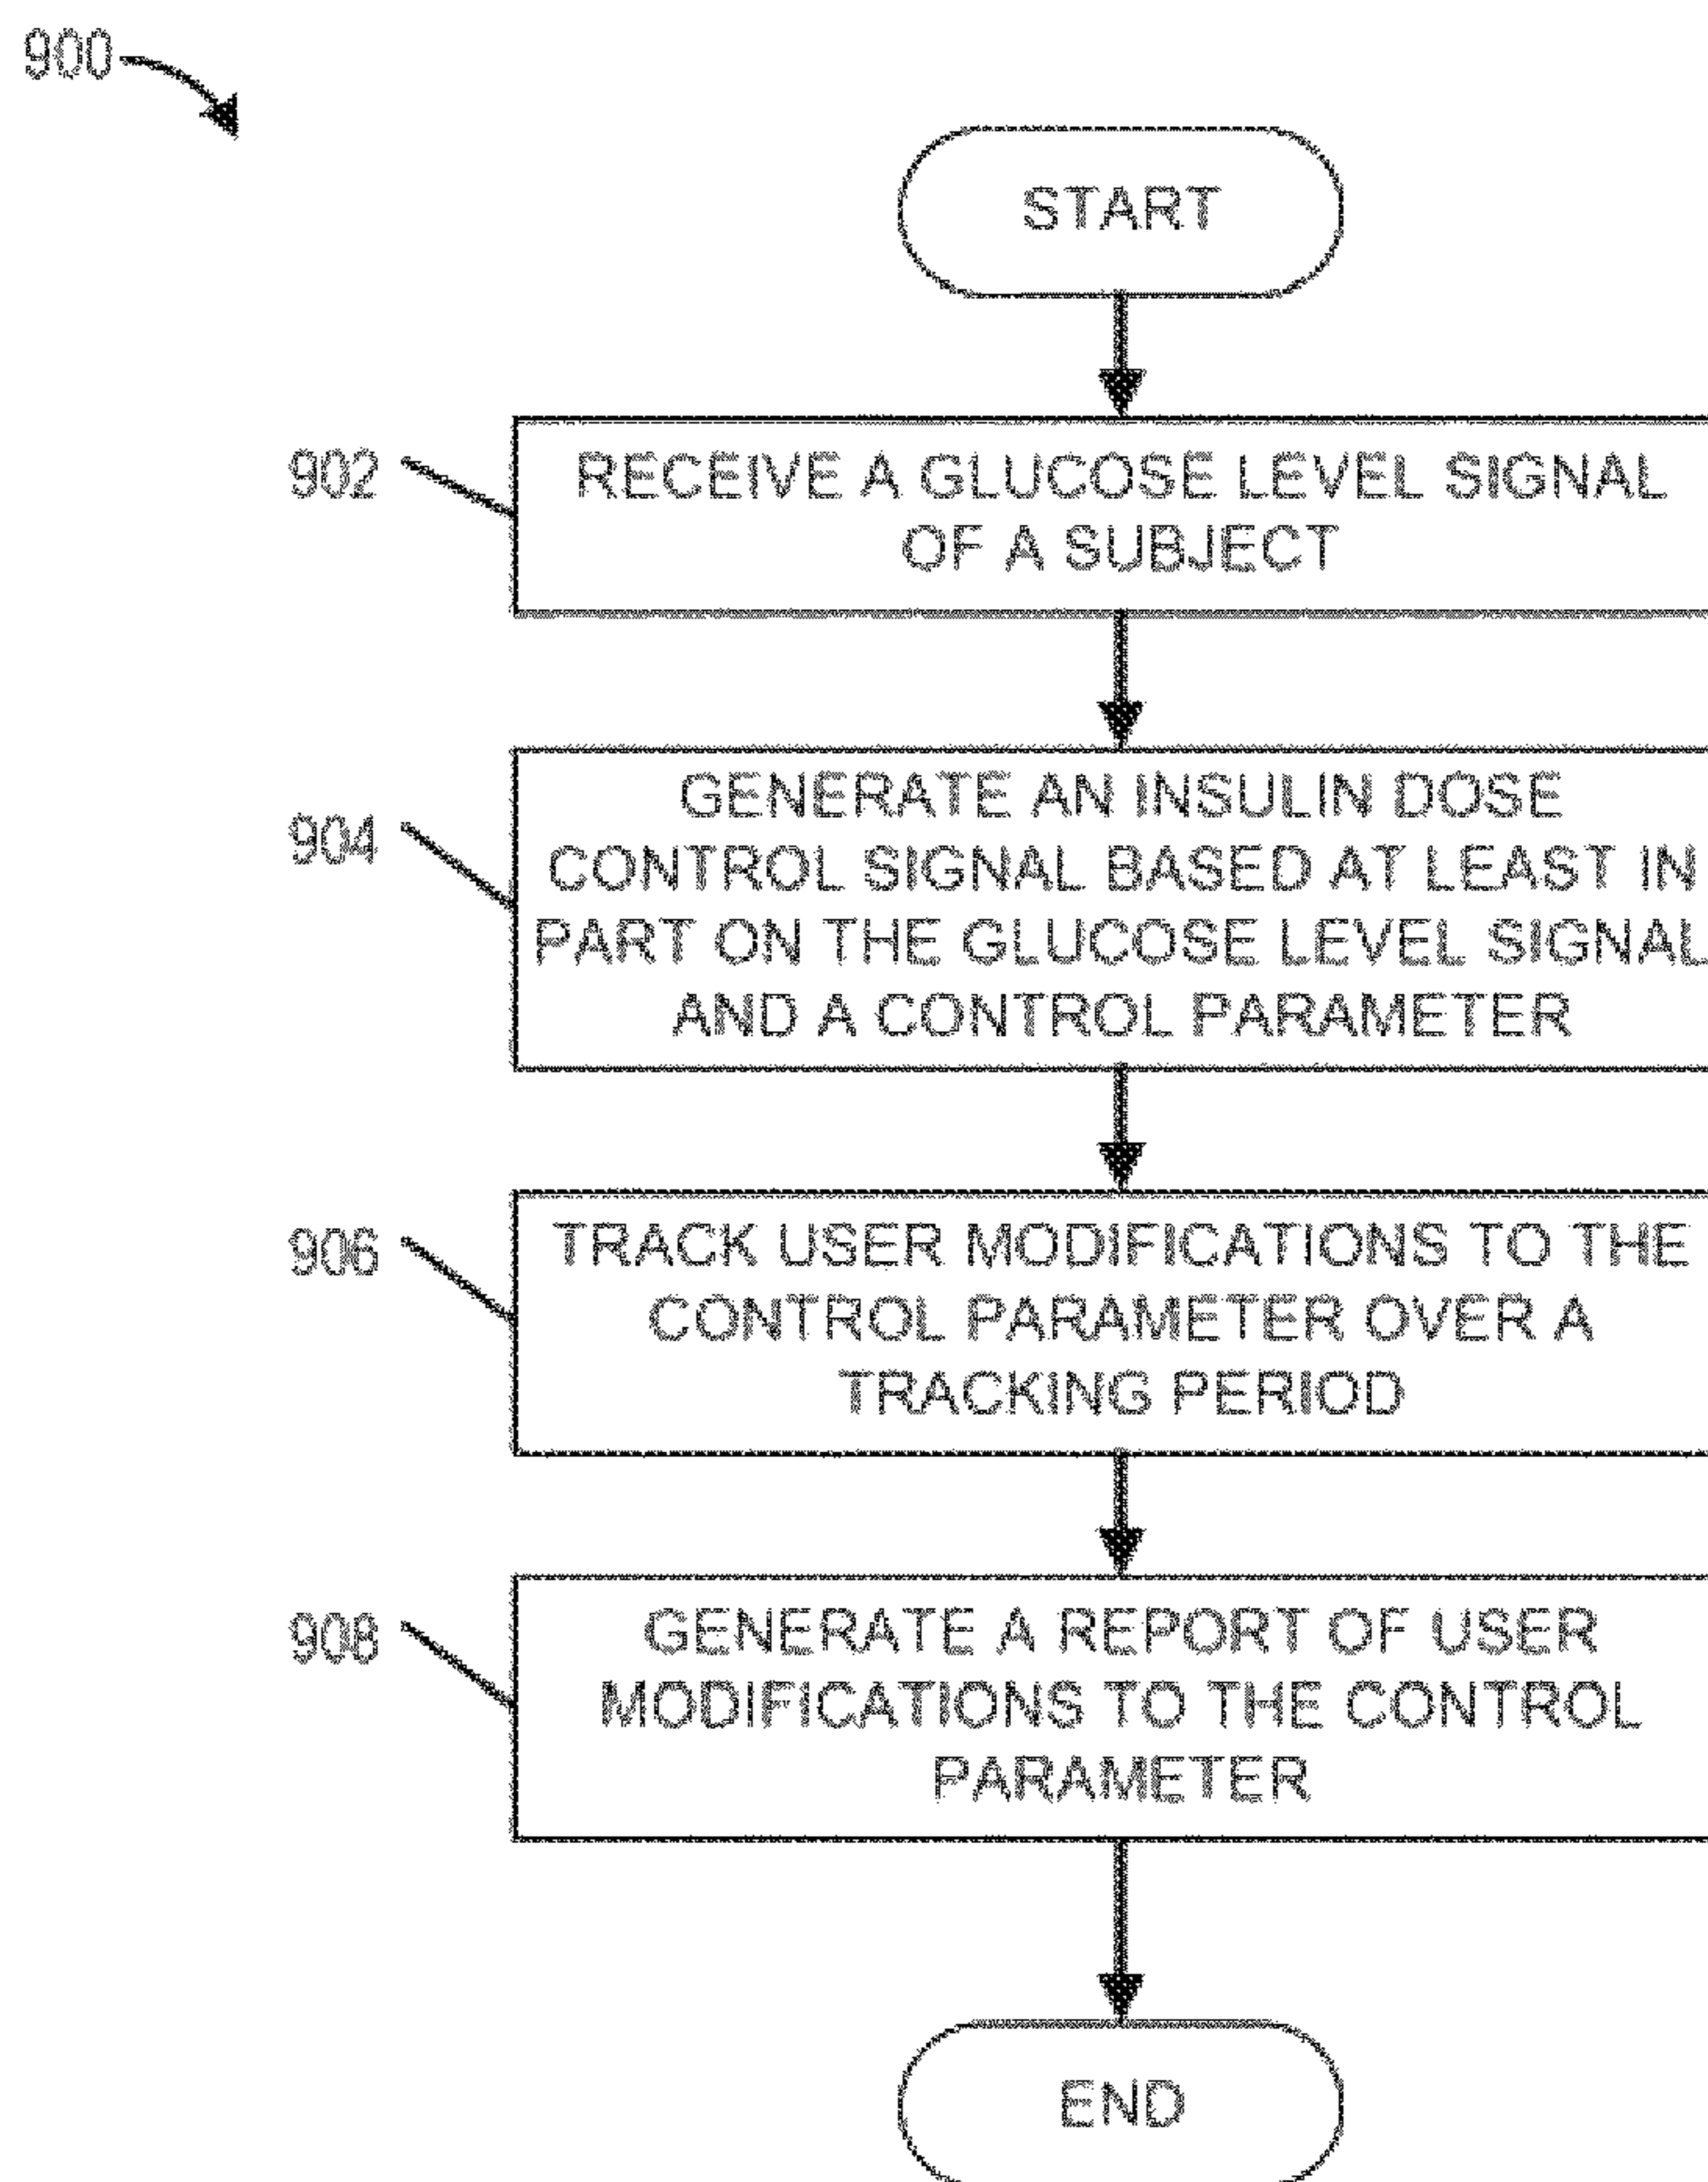 900
START
902
RECEIVE A GLUCOSE LEVEL SIGNAL
OF A SUBJECT
904
GENERATE AN INSULIN DOSE
CONTROL SIGNAL BASED AT LEAST IN
PART ON THE GLUCOSE LEVEL SIGNAL
AND A CONTROL PARAMETER
906
TRACK USER MODIFICATIONS TO THE
CONTROL PARAMETER OVER A
TRACKING PERIOD
908
GENERATE A REPORT OF USER
MODIFICATIONS TO THE CONTROL
PARAMETER
END